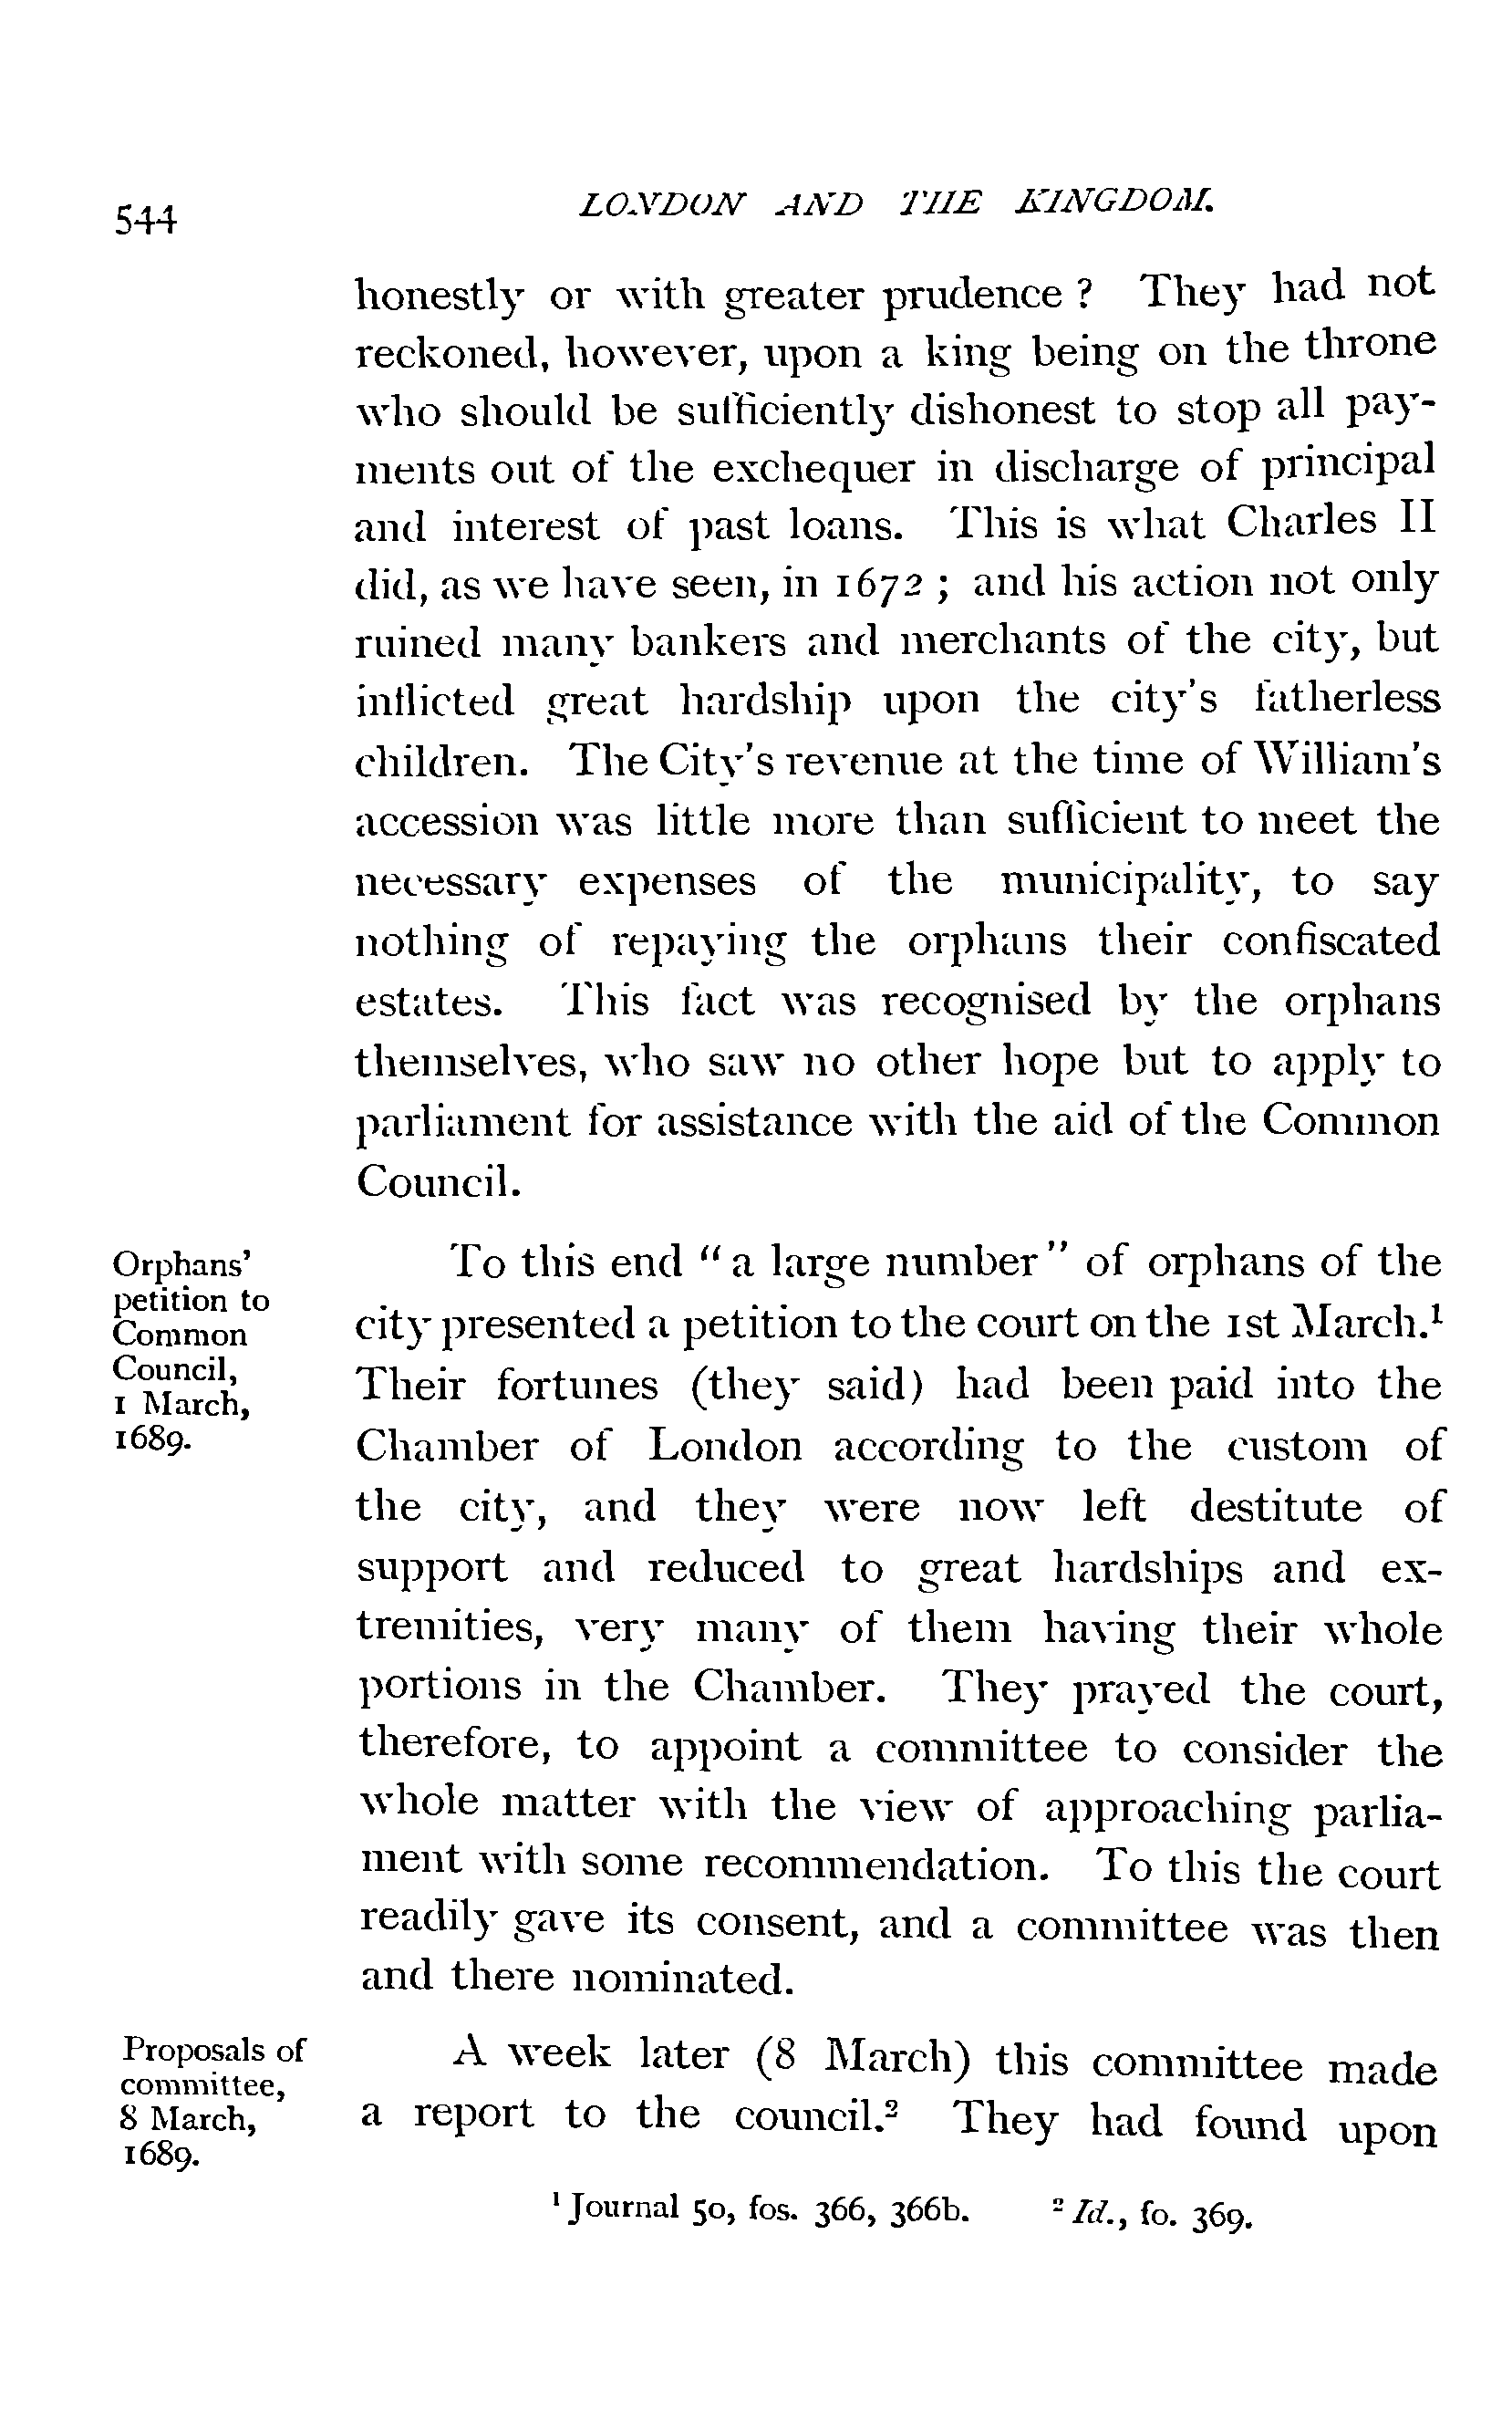 544
LONDON AND THE KINGDOM.
honestly or with greater prudence ? They had not
reckoned, however, upon a king being on the throne
who should be sufficiently dishonest to stop all pay-
ments out of the exchequer in discharge of principal
and interest of past loans. This is what Charles II
did, as we have seen, in 1672 ; and his action not only
ruined many bankers and merchants of the city, but
inflicted great hardship upon the city's fatherless
children. The City's revenue at the time of William's
accession was little more than sufficient to meet the
necessary expenses of the municipality, to say
nothing of repaying the orphans their confiscated
estates. This fact was recognised by the orphans
themselves, who saw no other hope but to apply to
parliament for assistance with the aid of the Common
Council.
Orphans'
petition to
Common
Council,
1 March,
1689.
To this end "a large number" of orphans of the
city presented a petition to the court on the 1st March.¹
Their fortunes (they said) had been paid into the
Chamber of London according to the custom of
the city, and they were now left destitute of
support and reduced to great hardships and ex-
tremities, very many of them having their whole
portions in the Chamber. They prayed the court,
therefore, to appoint a committee to consider the
whole matter with the view of approaching parlia-
ment with some recommendation. To this the court
readily gave its consent, and a committee was then
and there nominated.
Proposals of
committee,
8 March,
1689.
A week later (8 March) this committee made
a report to the council.² They had found upon
¹ Journal 50, fos. 366, 366b. ² Id., fo. 369.